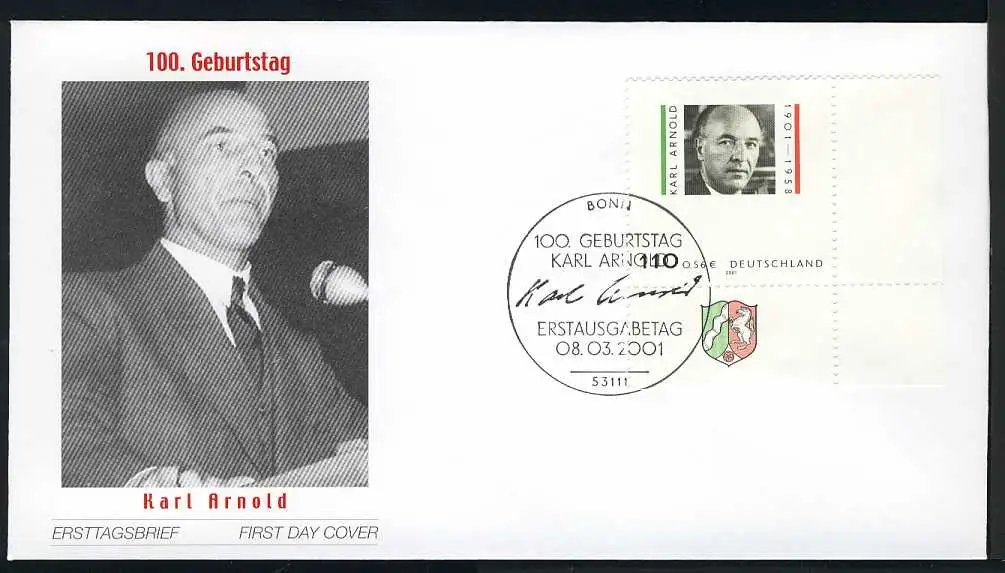 100. Geburtstag
Karl Arnold
ERSTTAGSBRIEF FIRST DAY COVER
KARL ARNOLD
1901–1958
110 0.56€ DEUTSCHLAND
2001
BONN
100. GEBURTSTAG
KARL ARNOLD
Karl Arnold
ERSTAUSGABETAG
08.03.2001
53111